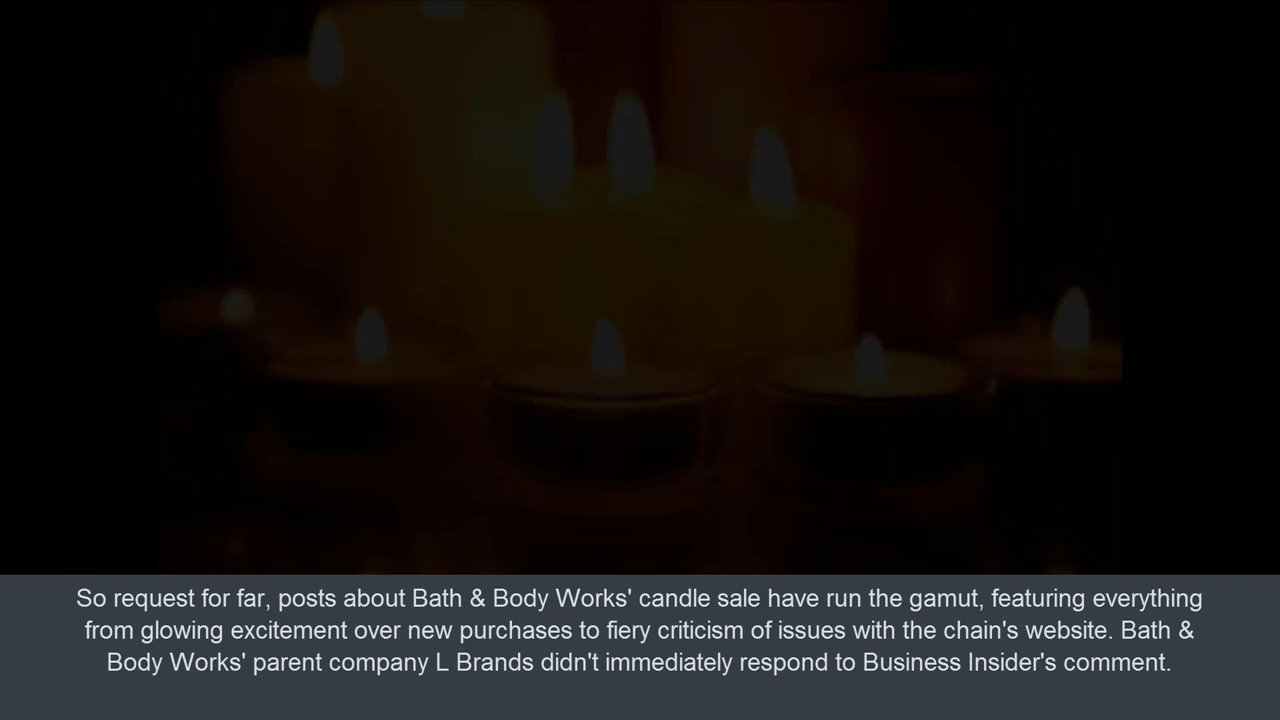 So request for far, posts about Bath & Body Works' candle sale have run the gamut, featuring everything
from glowing excitement over new purchases to fiery criticism of issues with the chain's website. Bath &
Body Works' parent company L Brands didn't immediately respond to Business Insider's comment.